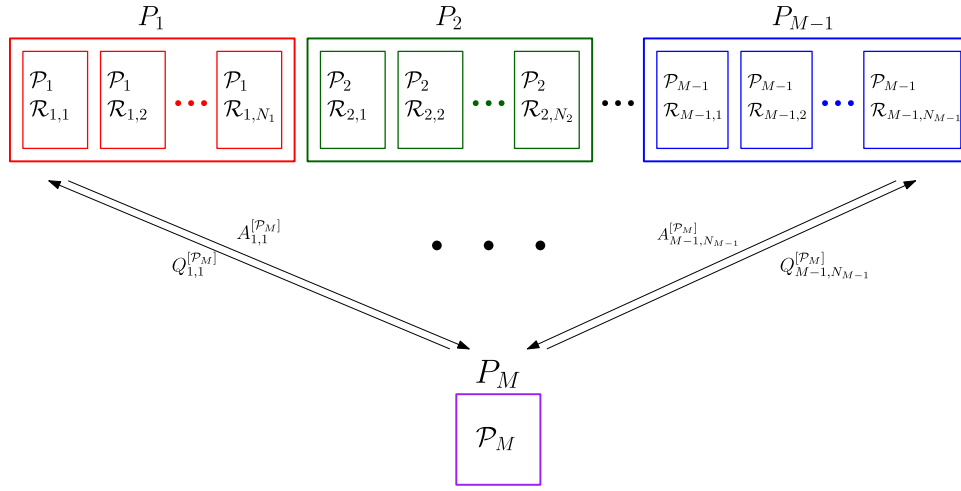 P_1 P_2 P_{M−1}
𝒫_1 𝒫_1 𝒫_1 𝒫_2 𝒫_2 𝒫_2 𝒫_{M−1} 𝒫_{M−1} 𝒫_{M−1}
ℛ_{1,1} ℛ_{1,2} ℛ_{1,N_1} ℛ_{2,1} ℛ_{2,2} ℛ_{2,N_2} ℛ_{M−1,1} ℛ_{M−1,2} ℛ_{M−1,N_{M−1}}
A_{1,1}^{[𝒫_M]} A_{M−1,N_{M−1}}^{[𝒫_M]}
Q_{1,1}^{[𝒫_M]} Q_{M−1,N_{M−1}}^{[𝒫_M]}
P_M
𝒫_M